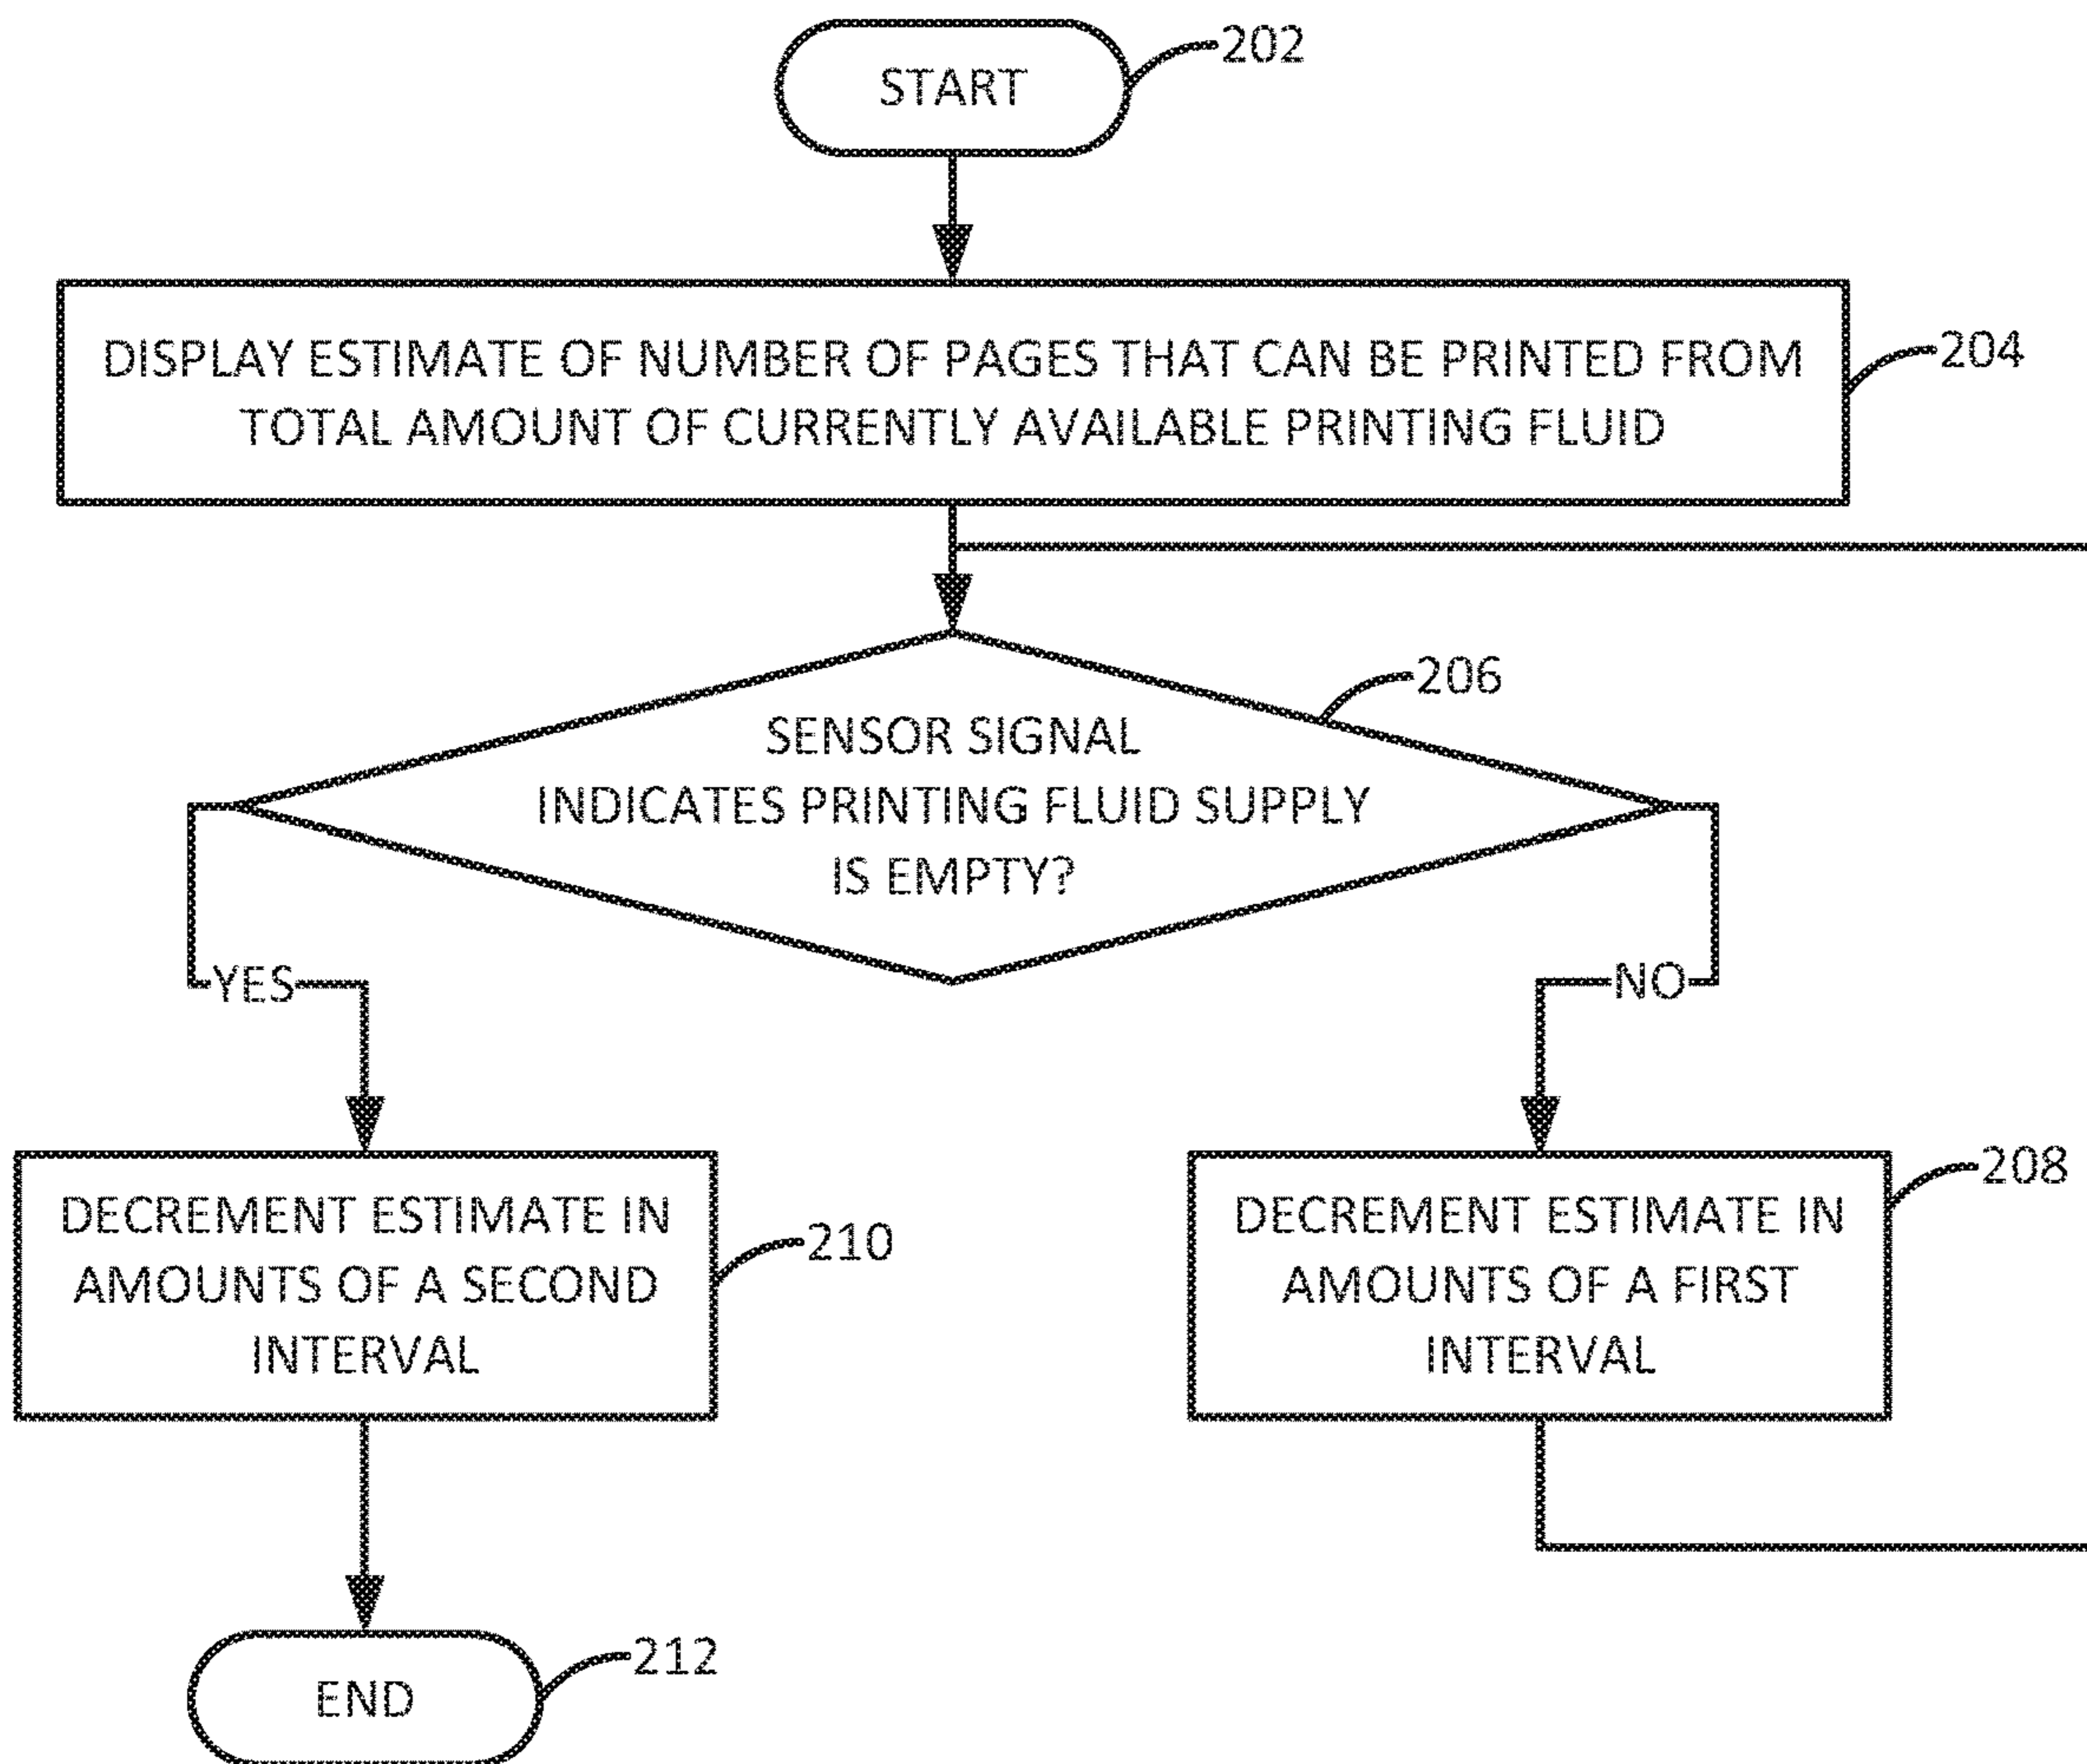 START
202
DISPLAY ESTIMATE OF NUMBER OF PAGES THAT CAN BE PRINTED FROM
TOTAL AMOUNT OF CURRENTLY AVAILABLE PRINTING FLUID
204
206
SENSOR SIGNAL
INDICATES PRINTING FLUID SUPPLY
IS EMPTY?
YES
NO
DECREMENT ESTIMATE IN
AMOUNTS OF A SECOND
INTERVAL
210
DECREMENT ESTIMATE IN
AMOUNTS OF A FIRST
INTERVAL
208
END
212